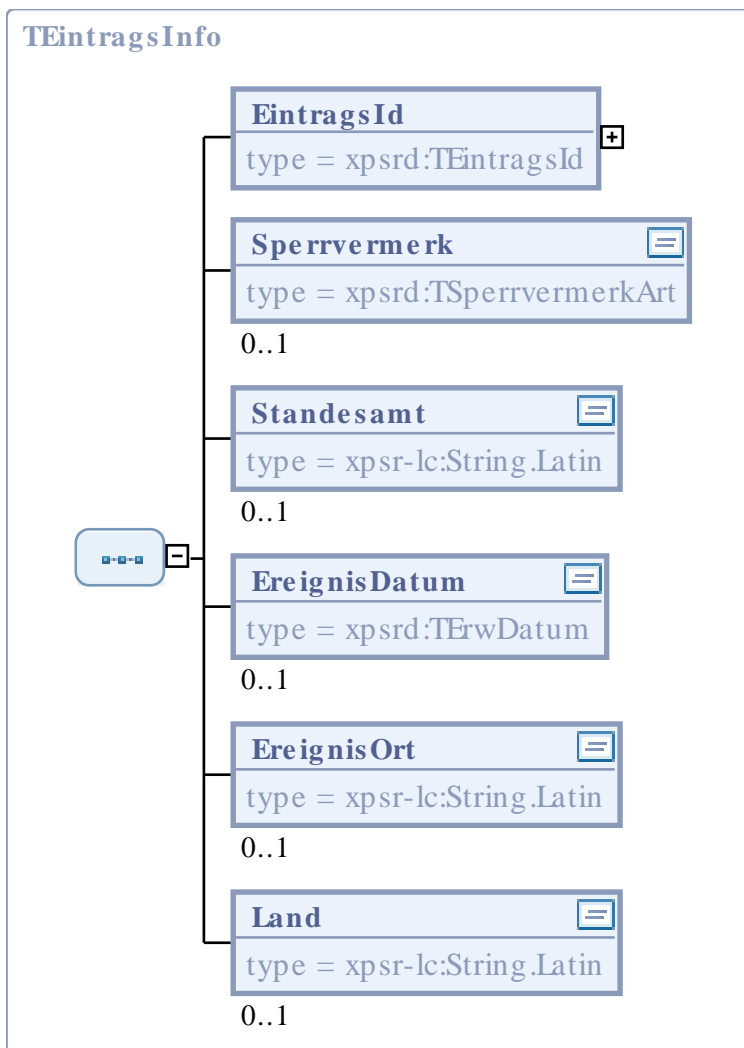 TEintragsInfo
EintragsId
type = xpsrd:TEintragsId
Sperrvermerk
type = xpsrd:TSperrvermerkArt
0..1
Standesamt
type = xpsr-lc:String.Latin
0..1
EreignisDatum
type = xpsrd:TErwDatum
0..1
EreignisOrt
type = xpsr-lc:String.Latin
0..1
Land
type = xpsr-lc:String.Latin
0..1